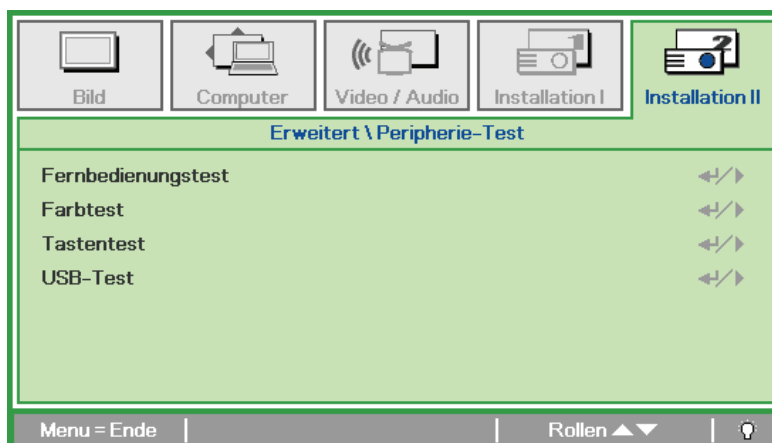 Bild
Computer
Video / Audio
Installation I
Installation II
Erweitert \ Peripherie-Test
Fernbedienungstest
Farbtest
Tastentest
USB-Test
Menu = Ende
Rollen